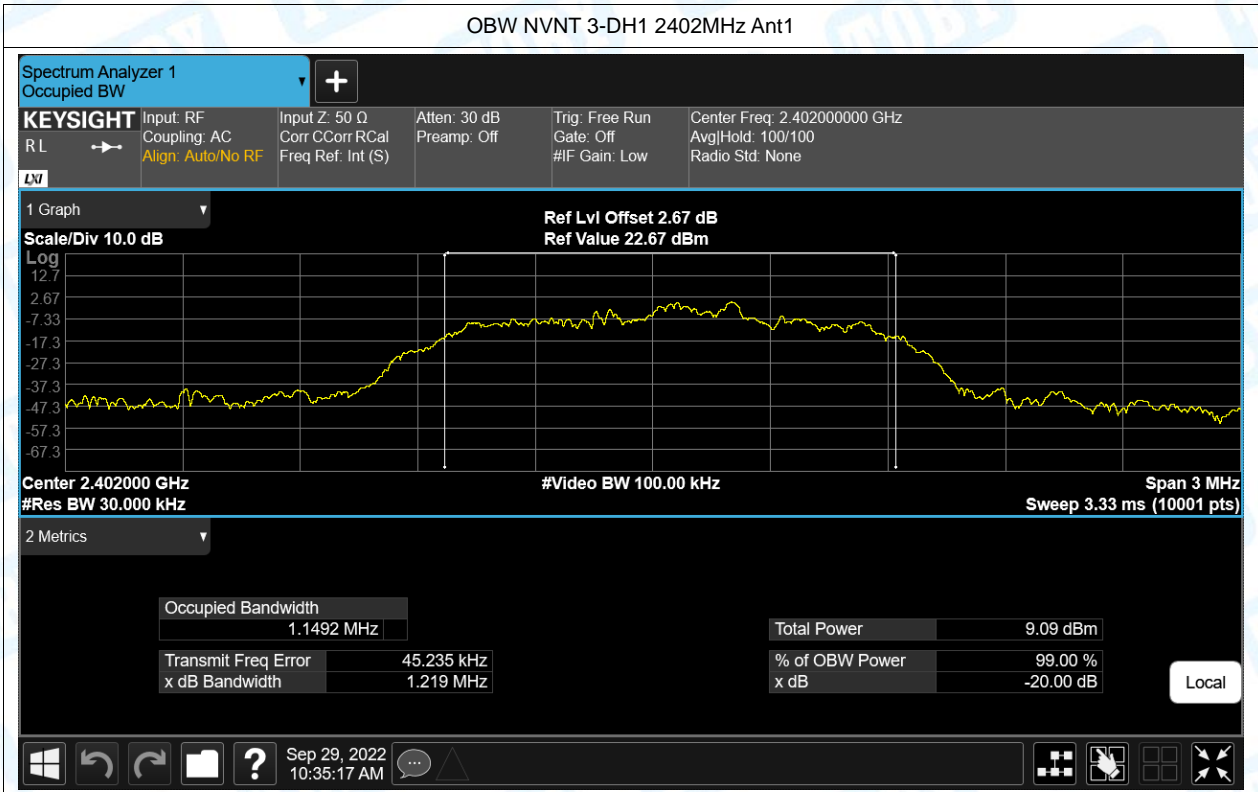 OBW NVNT 3-DH1 2402MHz Ant1
Spectrum Analyzer 1
Occupied BW
KEYSIGHT
RL
LXI
Input: RF
Coupling: AC
Align: Auto/No RF
Input Z: 50 Ω
Corr CCorr RCal
Freq Ref: Int (S)
Atten: 30 dB
Preamp: Off
Trig: Free Run
Gate: Off
#IF Gain: Low
Center Freq: 2.402000000 GHz
Avg|Hold: 100/100
Radio Std: None
1 Graph
Scale/Div 10.0 dB
Ref Lvl Offset 2.67 dB
Ref Value 22.67 dBm
Log
12.7
2.67
-7.33
-17.3
-27.3
-37.3
-47.3
-57.3
-67.3
Center 2.402000 GHz
#Res BW 30.000 kHz
#Video BW 100.00 kHz
Span 3 MHz
Sweep 3.33 ms (10001 pts)
2 Metrics
Occupied Bandwidth
1.1492 MHz
Transmit Freq Error 45.235 kHz
x dB Bandwidth 1.219 MHz
Total Power 9.09 dBm
% of OBW Power 99.00 %
x dB -20.00 dB
Local
Sep 29, 2022
10:35:17 AM